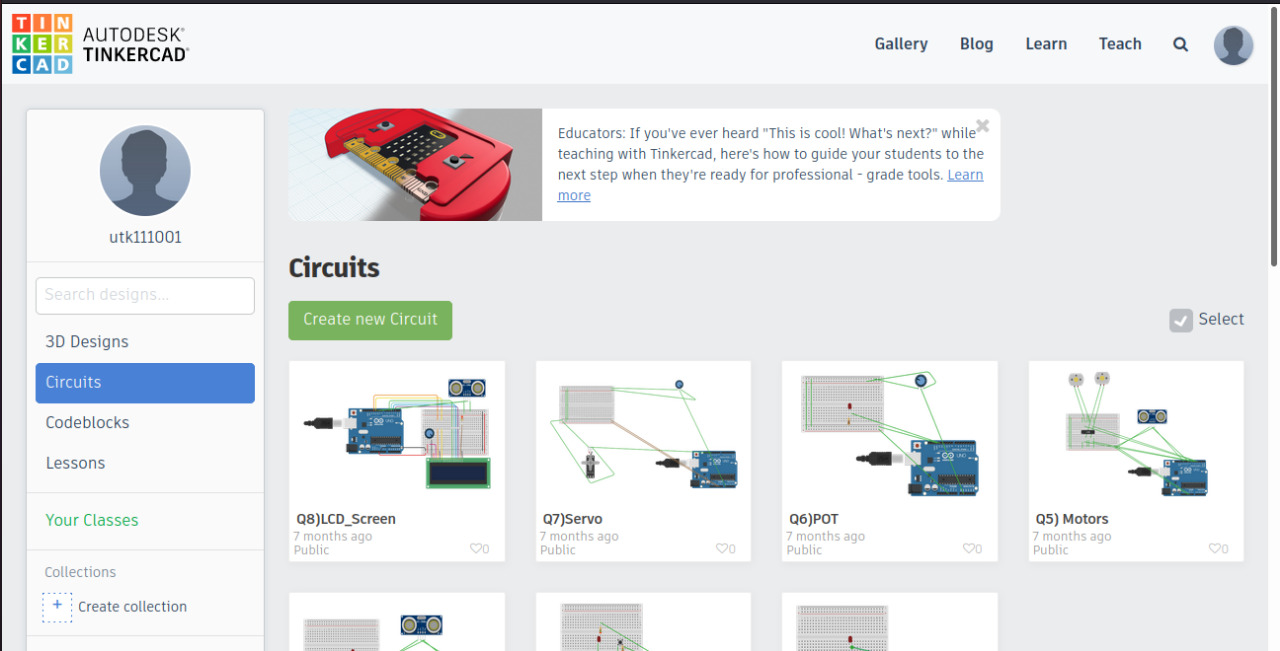 TIN
KER
CAD
AUTODESK®
TINKERCAD®
Gallery
Blog
Learn
Teach
utk111001
Search designs...
3D Designs
Circuits
Codeblocks
Lessons
Your Classes
Collections
+ Create collection
Educators: If you've ever heard "This is cool! What's next?" while
teaching with Tinkercad, here's how to guide your students to the
next step when they're ready for professional - grade tools. Learn
more
Circuits
Create new Circuit
Select
Q8)LCD_Screen
7 months ago
Public
0
Q7)Servo
7 months ago
Public
0
Q6)POT
7 months ago
Public
0
Q5) Motors
7 months ago
Public
0